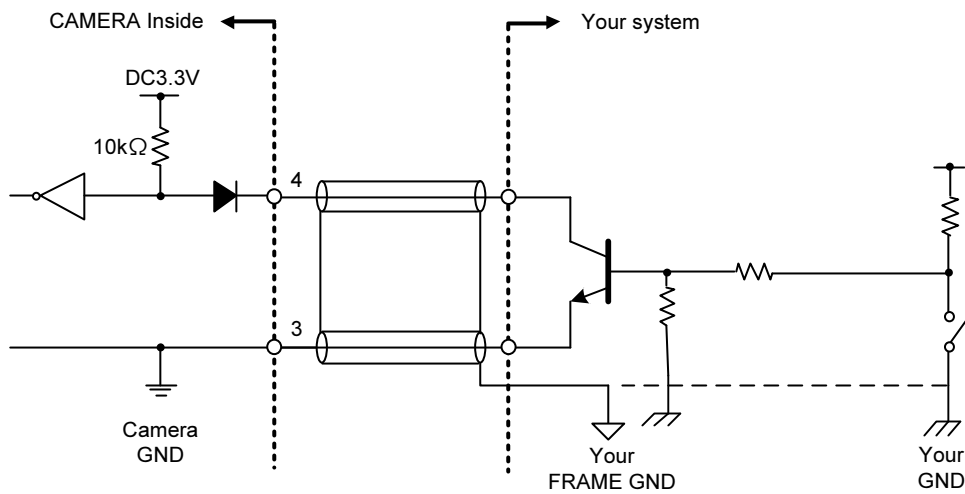 CAMERA Inside
Your system
DC3.3V
10kΩ
4
3
Camera
GND
Your
FRAME GND
Your
GND